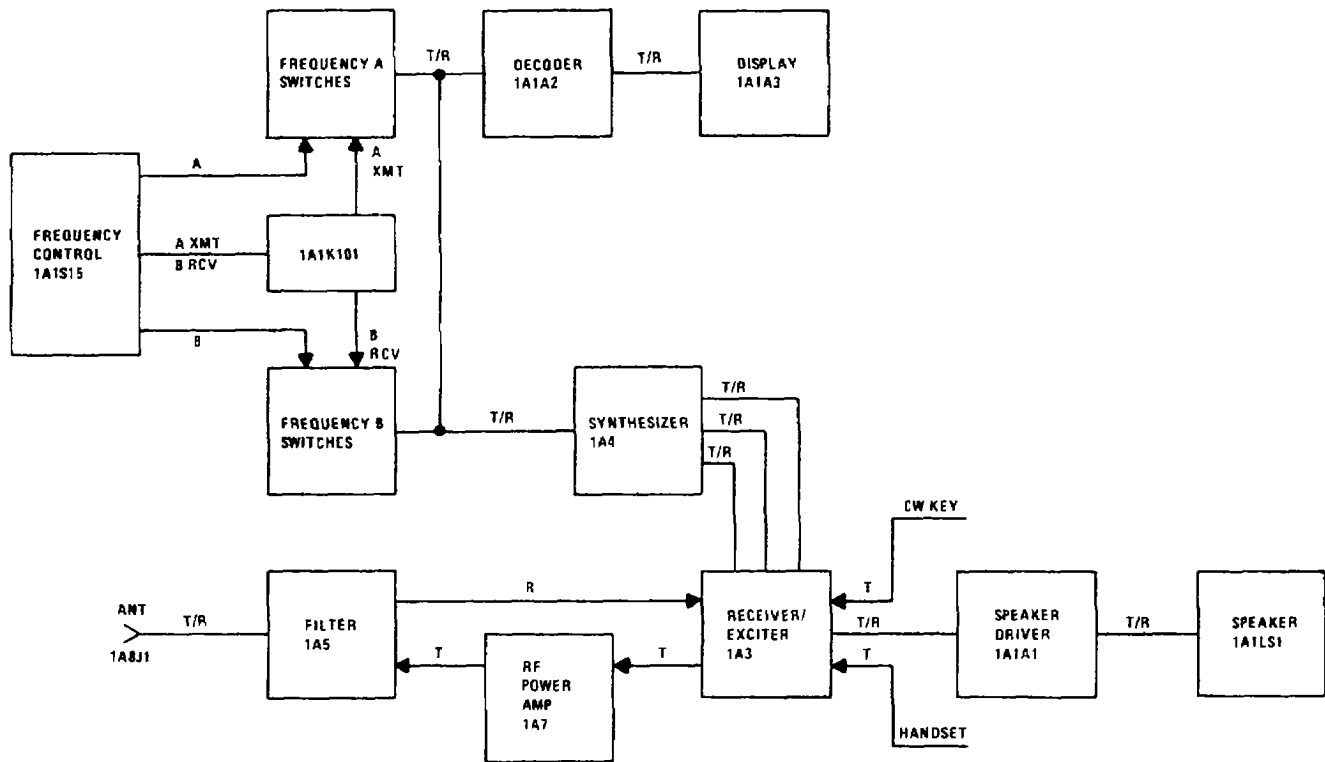 FREQUENCY A
SWITCHES
T/R
DECODER
1A1A2
T/R
DISPLAY
1A1A3
A
A
XMT
FREQUENCY
CONTROL
1A1S15
A XMT
B RCV
1A1K101
B
B
RCV
FREQUENCY B
SWITCHES
T/R
SYNTHESIZER
1A4
T/R
T/R
T/R
CW KEY
ANT
1A8J1
T/R
FILTER
1A5
R
T
RF
POWER
AMP
1A7
T
RECEIVER/
EXCITER
1A3
T
T/R
T
SPEAKER
DRIVER
1A1A1
T/R
SPEAKER
1A1LS1
HANDSET